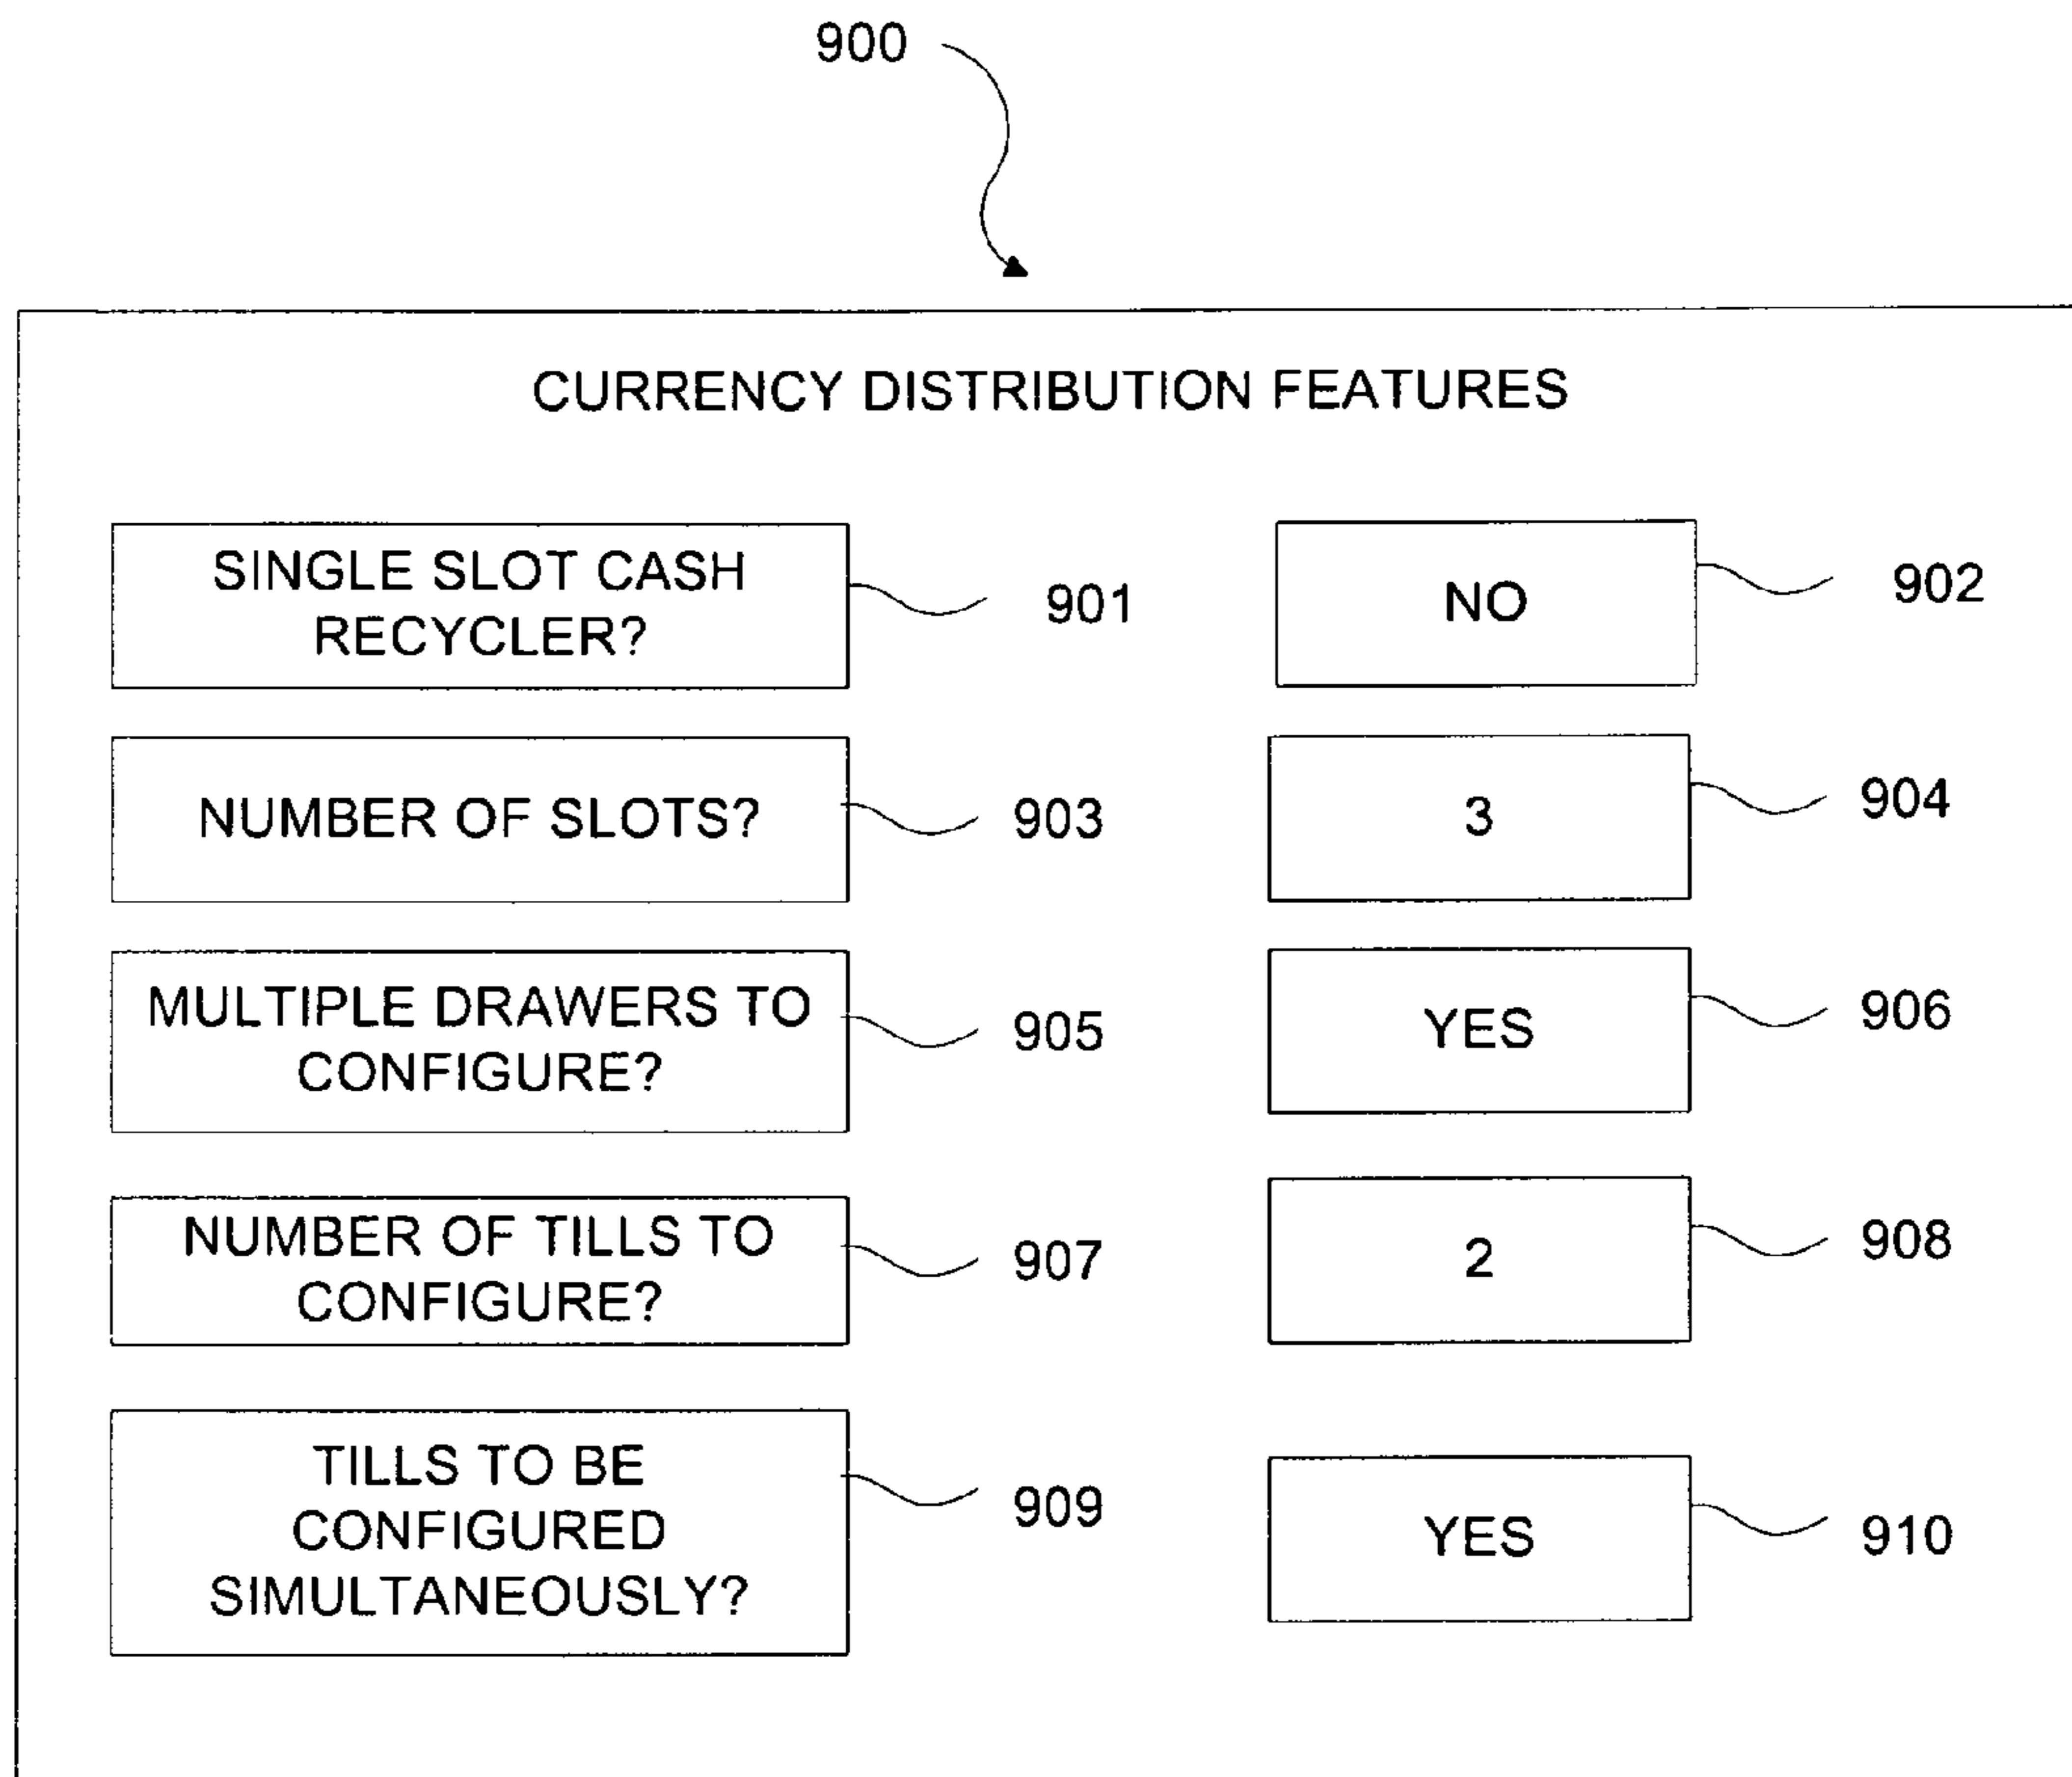 900
CURRENCY DISTRIBUTION FEATURES
SINGLE SLOT CASH
RECYCLER?
901
NO
902
NUMBER OF SLOTS?
903
3
904
MULTIPLE DRAWERS TO
CONFIGURE?
905
YES
906
NUMBER OF TILLS TO
CONFIGURE?
907
2
908
TILLS TO BE
CONFIGURED
SIMULTANEOUSLY?
909
YES
910